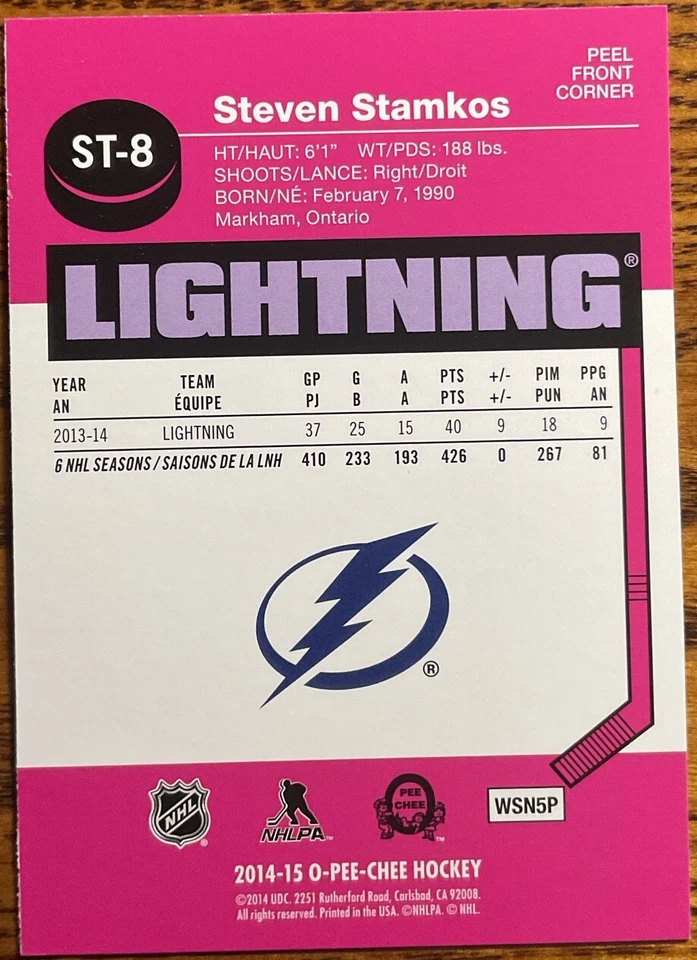 PEEL
FRONT
CORNER
Steven Stamkos
ST-8
HT/HAUT: 6'1" WT/PDS: 188 lbs.
SHOOTS/LANCE: Right/Droit
BORN/NÉ: February 7, 1990
Markham, Ontario
LIGHTNING®
YEAR TEAM GP G A PTS +/- PIM PPG
AN ÉQUIPE PJ B A PTS +/- PUN AN
2013-14 LIGHTNING 37 25 15 40 9 18 9
6 NHL SEASONS / SAISONS DE LA LNH 410 233 193 426 0 267 81
®
NHL ®
NHLPA™
PEE
CHEE
™
WSN5P
2014-15 O-PEE-CHEE HOCKEY
©2014 UDC. 2251 Rutherford Road, Carlsbad, CA 92008.
All rights reserved. Printed in the USA. ©NHLPA. © NHL.